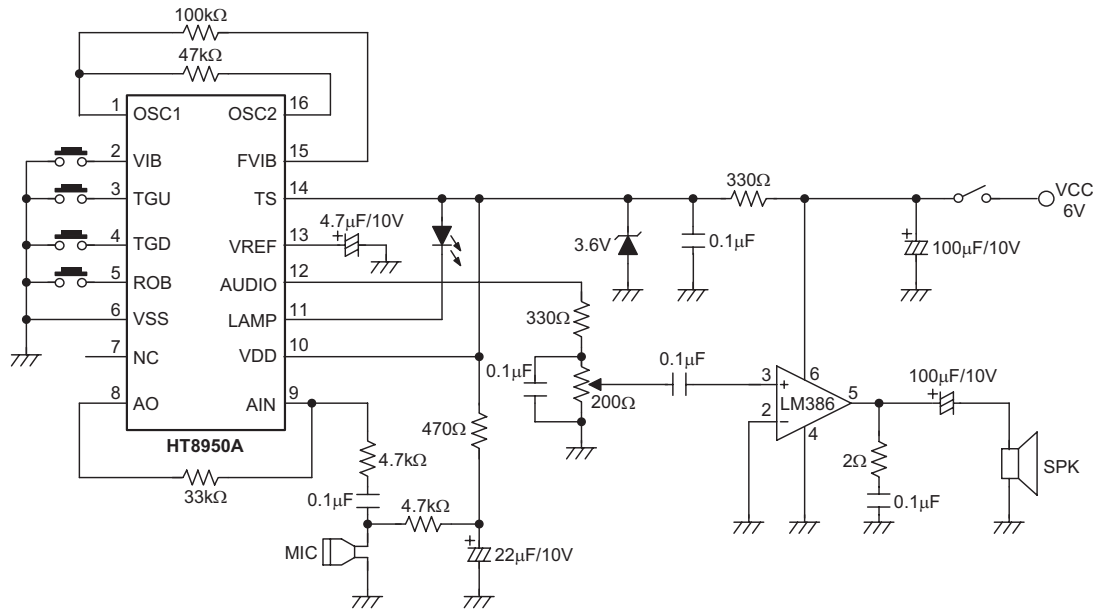 100kΩ
47kΩ
1 OSC1 OSC2 16
2 VIB FVIB 15
3 TGU TS 14
4 TGD VREF 13
5 ROB AUDIO 12
6 VSS LAMP 11
7 NC VDD 10
8 AO AIN 9
HT8950A
33kΩ
4.7µF/10V
+
4.7kΩ
0.1µF
MIC
4.7kΩ
470Ω
+
22µF/10V
3.6V
0.1µF
330Ω
VCC
6V
+
100µF/10V
330Ω
0.1µF
200Ω
0.1µF
3 + 6
LM386 5
2 − 4
100µF/10V
+
2Ω
0.1µF
SPK